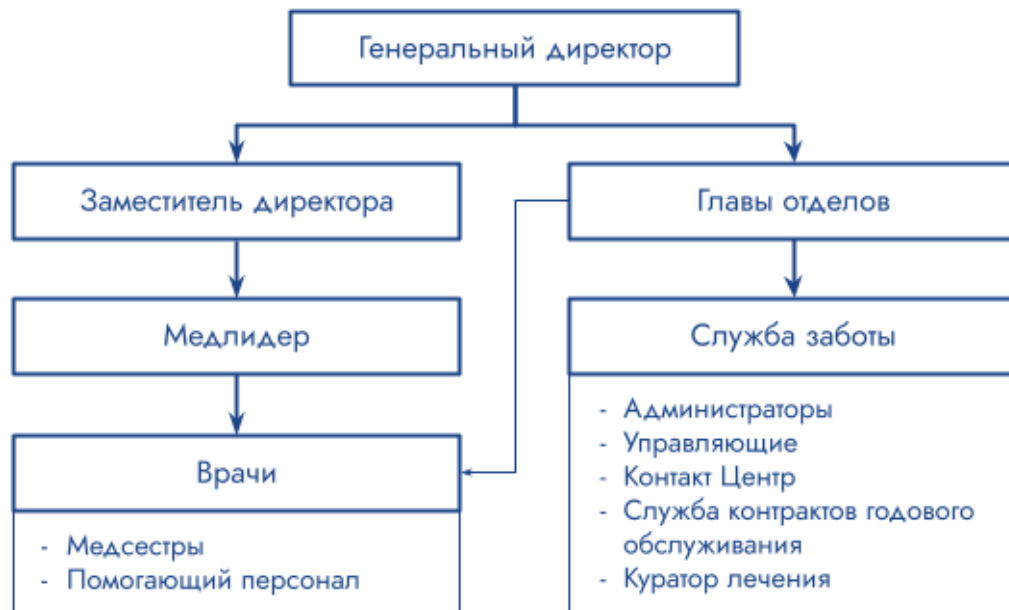 Генеральный директор
Заместитель директора
Главы отделов
Медлидер
Служба заботы
- Администраторы
- Управляющие
- Контакт Центр
- Служба контрактов годового
обслуживания
- Куратор лечения
Врачи
- Медсестры
- Помогающий персонал